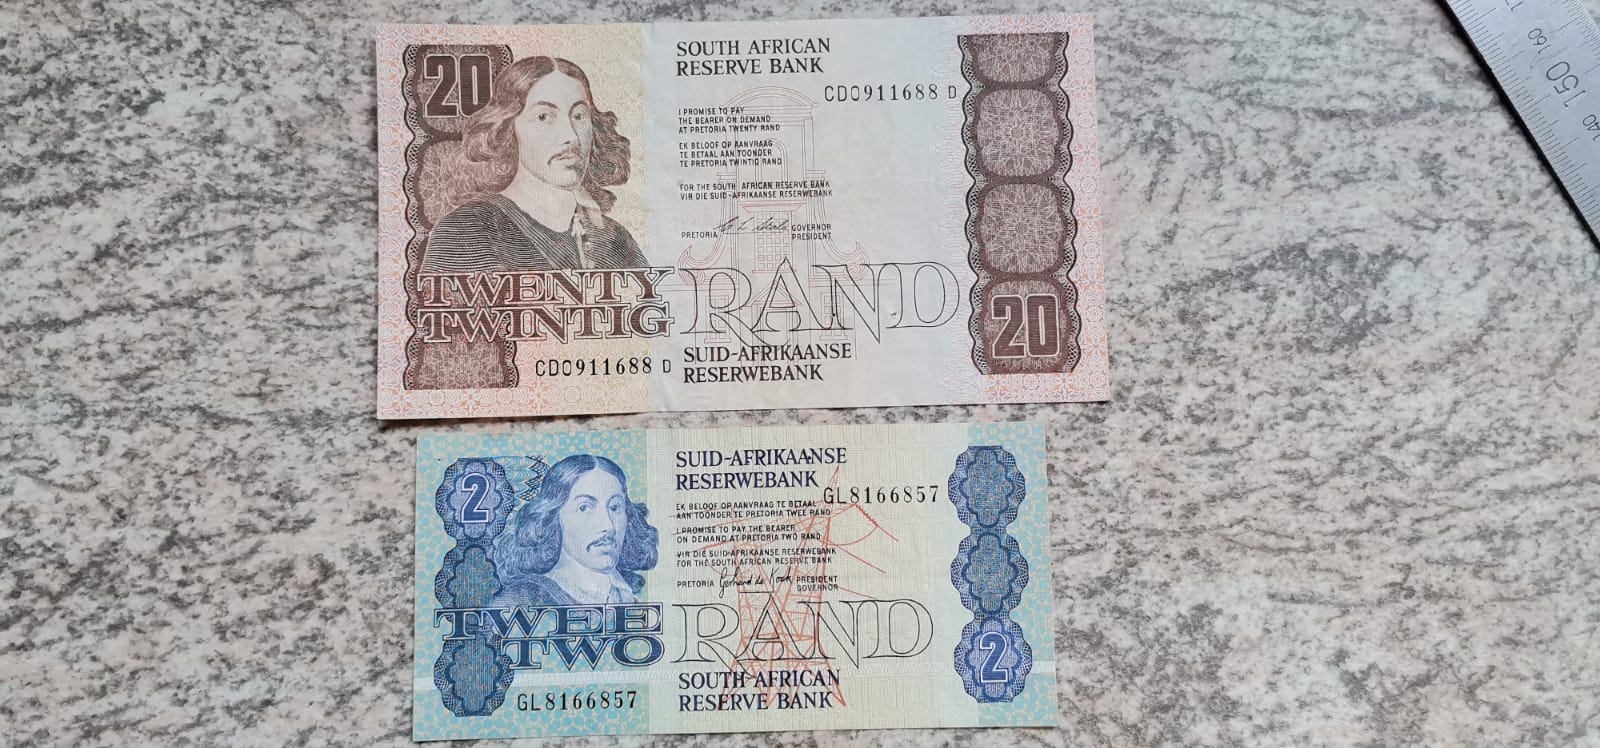 20
SOUTH AFRICAN
RESERVE BANK
CD0911688 D
I PROMISE TO PAY
THE BEARER ON DEMAND
AT PRETORIA TWENTY RAND
EK BELOOF OP AANVRAAG
TE BETAAL AAN TOONDER
TE PRETORIA TWINTIG RAND
FOR THE SOUTH AFRICAN RESERVE BANK
VIR DIE SUID-AFRIKAANSE RESERWEBANK
PRETORIA GOVERNOR
PRESIDENT
TWENTY
TWINTIG RAND
20
CD0911688 D
SUID-AFRIKAANSE
RESERWEBANK
2
SUID-AFRIKAANSE
RESERWEBANK
GL8166857
EK BELOOF OP AANVRAAG TE BETAAL
AAN TOONDER TE PRETORIA TWEE RAND
I PROMISE TO PAY THE BEARER
ON DEMAND AT PRETORIA TWO RAND
VIR DIE SUID-AFRIKAANSE RESERWEBANK
FOR THE SOUTH AFRICAN RESERVE BANK
PRETORIA Gerhard de Kock PRESIDENT
GOVERNOR
TWEE
TWO RAND
2
SOUTH AFRICAN
RESERVE BANK
GL8166857
160
150